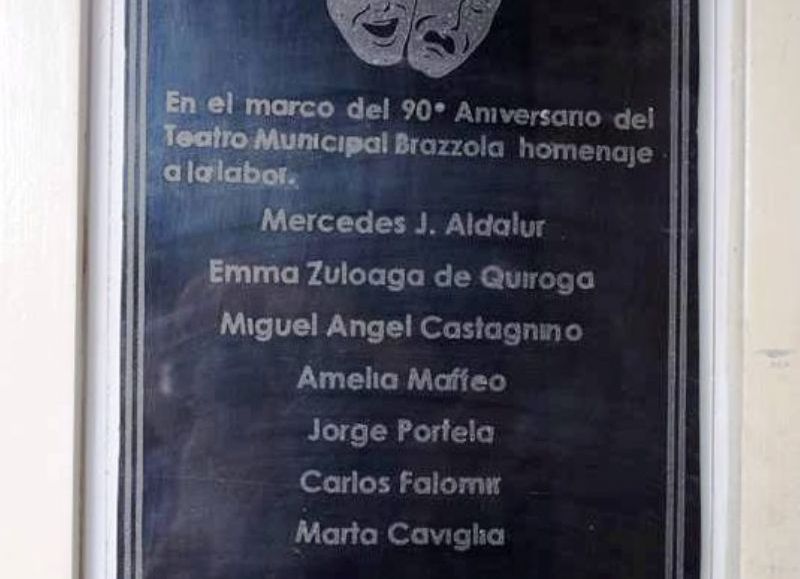 En el marco del 90° Aniversario del
Teatro Municipal Brazzola homenaje
a la labor.
Mercedes J. Aldalur
Emma Zuloaga de Quiroga
Miguel Angel Castagnino
Amelia Maffeo
Jorge Portela
Carlos Falomir
Marta Caviglia